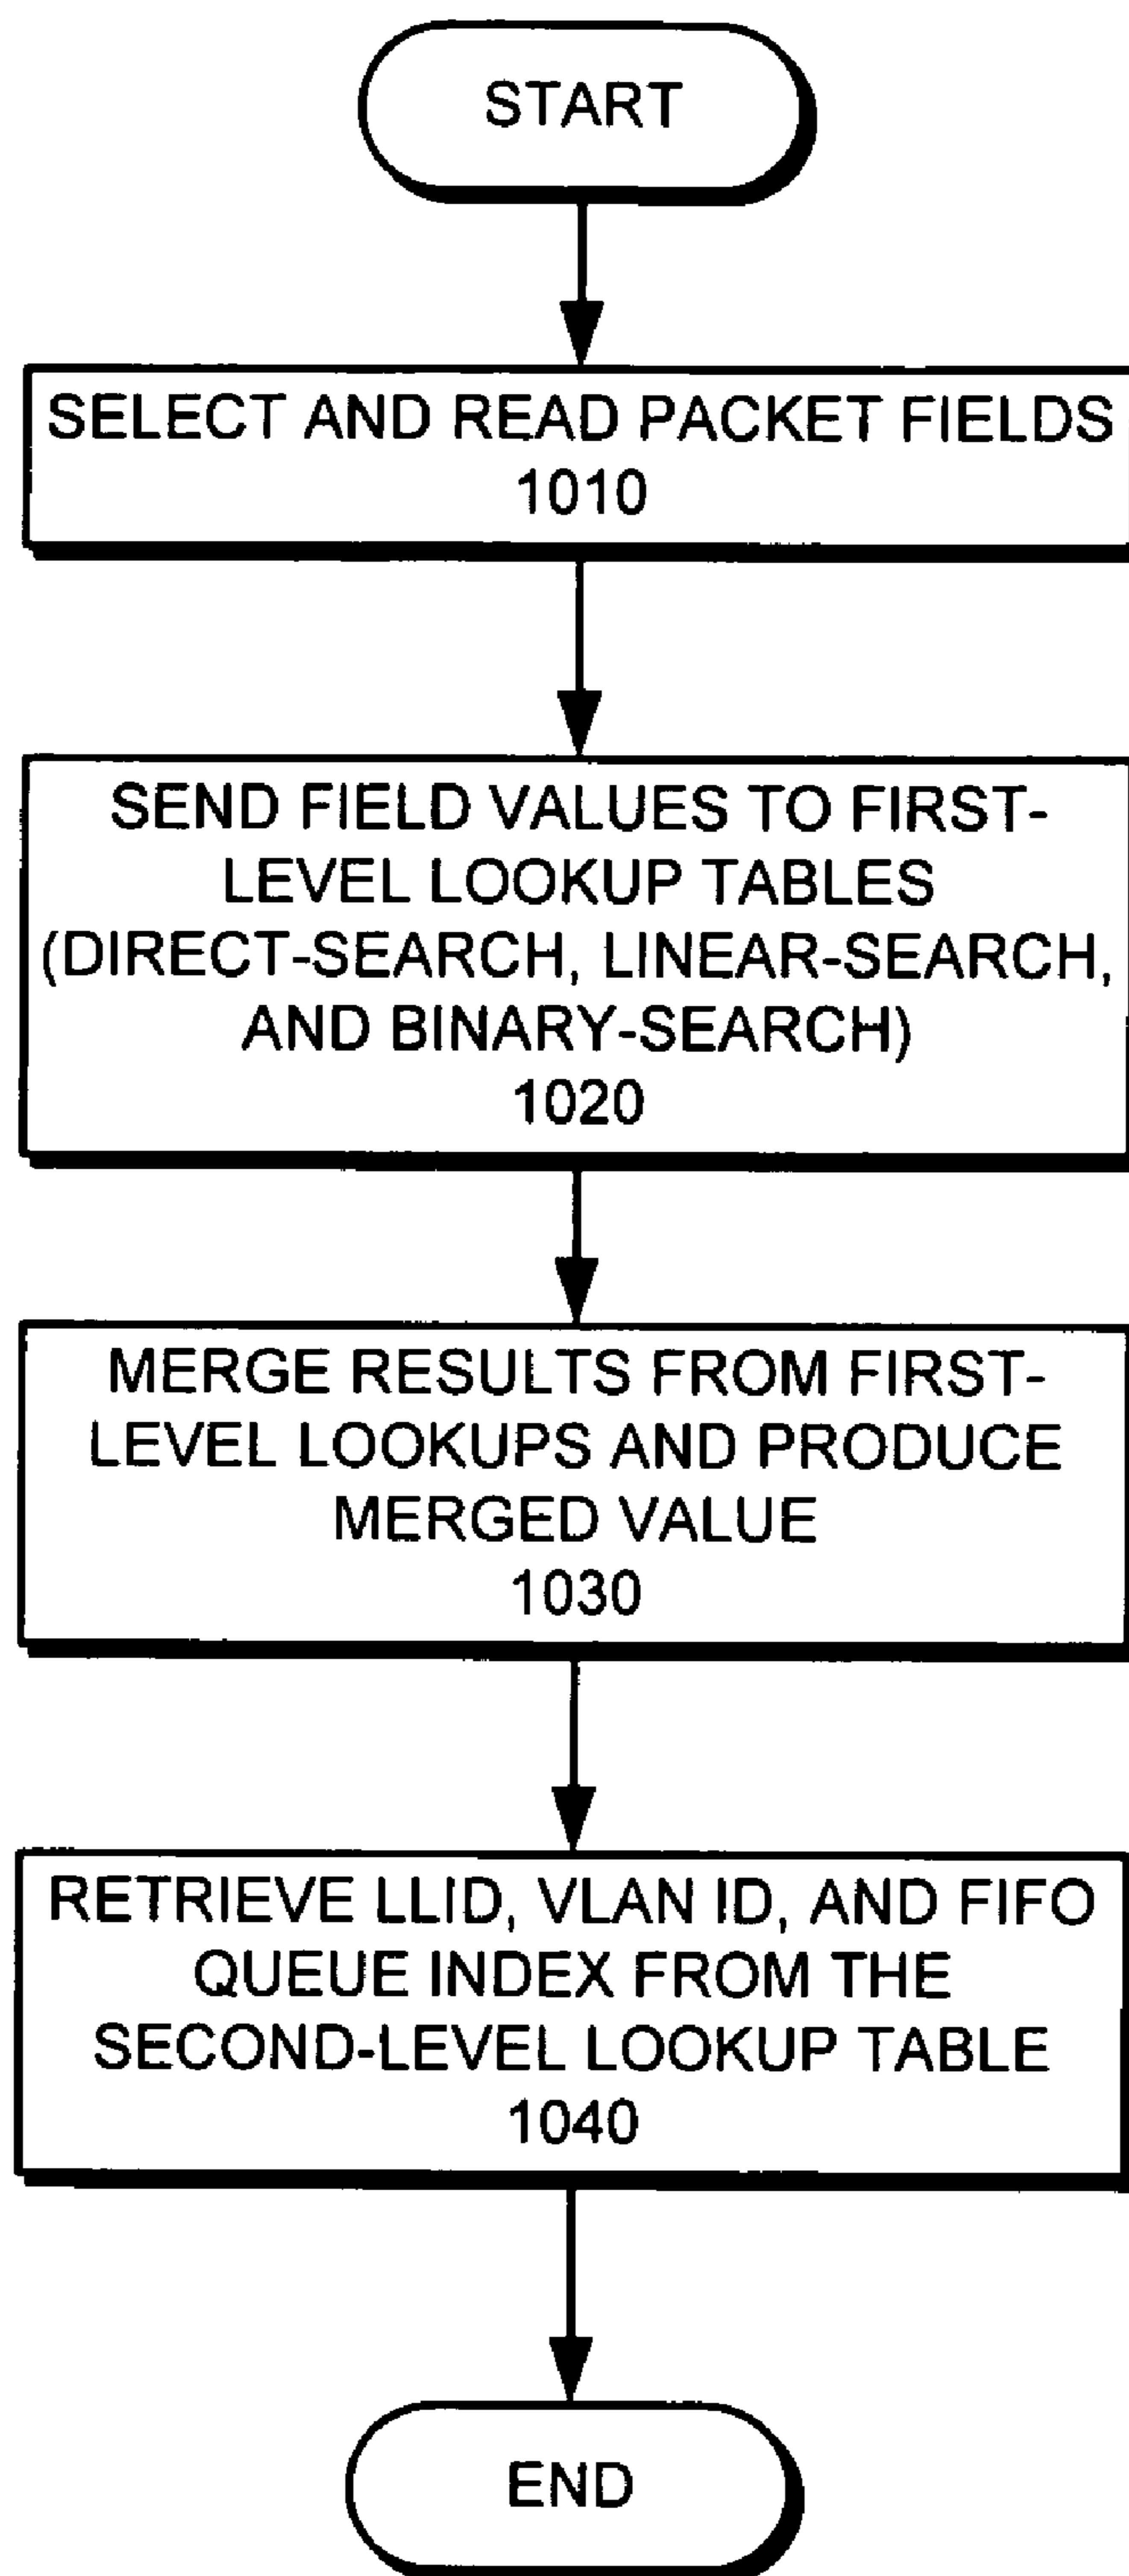 START
SELECT AND READ PACKET FIELDS
1010
SEND FIELD VALUES TO FIRST-
LEVEL LOOKUP TABLES
(DIRECT-SEARCH, LINEAR-SEARCH,
AND BINARY-SEARCH)
1020
MERGE RESULTS FROM FIRST-
LEVEL LOOKUPS AND PRODUCE
MERGED VALUE
1030
RETRIEVE LLID, VLAN ID, AND FIFO
QUEUE INDEX FROM THE
SECOND-LEVEL LOOKUP TABLE
1040
END